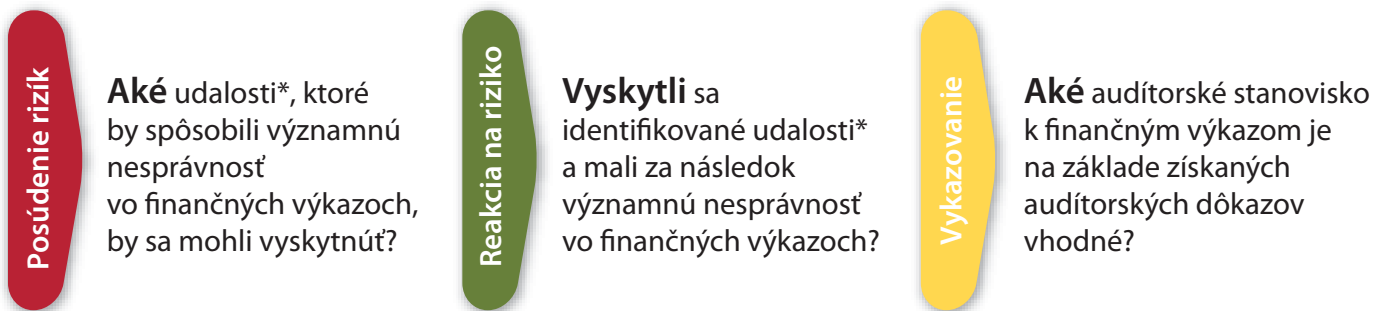 Posúdenie rizík
Aké udalosti*, ktoré
by spôsobili významnú
nesprávnosť
vo finančných výkazoch,
by sa mohli vyskytnúť?
Reakcia na riziko
Vyskytli sa
identifikované udalosti*
a mali za následok
významnú nesprávnosť
vo finančných výkazoch?
Vykazovanie
Aké audítorské stanovisko
k finančným výkazom je
na základe získaných
audítorských dôkazov
vhodné?